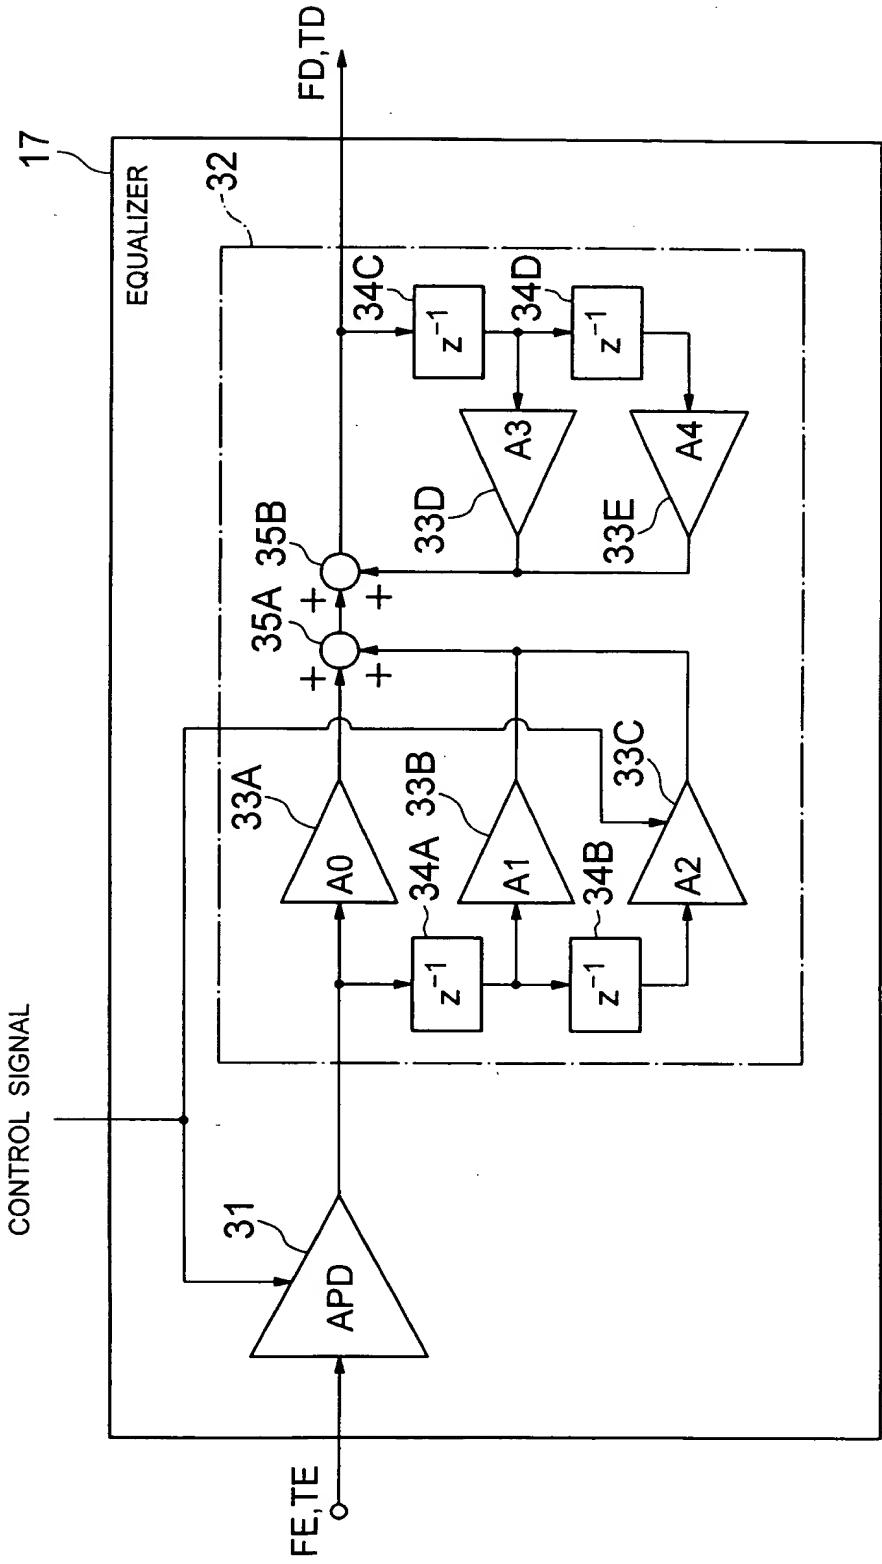 CONTROL SIGNAL
17
EQUALIZER
32
FE,TE
31
APD
33A
A0
35A
35B
+
+
+
+
FD,TD
34A
z⁻¹
33B
A1
33D
A3
34C
z⁻¹
34B
z⁻¹
33C
A2
33E
A4
34D
z⁻¹